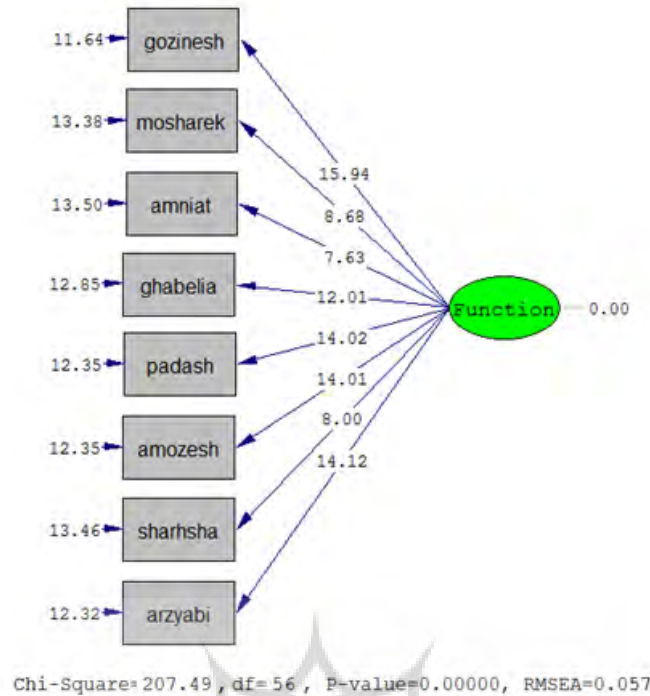 11.64 gozinesh
13.38 mosharek
13.50 amniat
12.85 ghabelia
12.35 padash
12.35 amozesh
13.46 sharhsha
12.32 arzyabi
15.94
8.68
7.63
12.01
14.02
14.01
8.00
14.12
Function 0.00
Chi-Square=207.49, df=56, P-value=0.00000, RMSEA=0.057